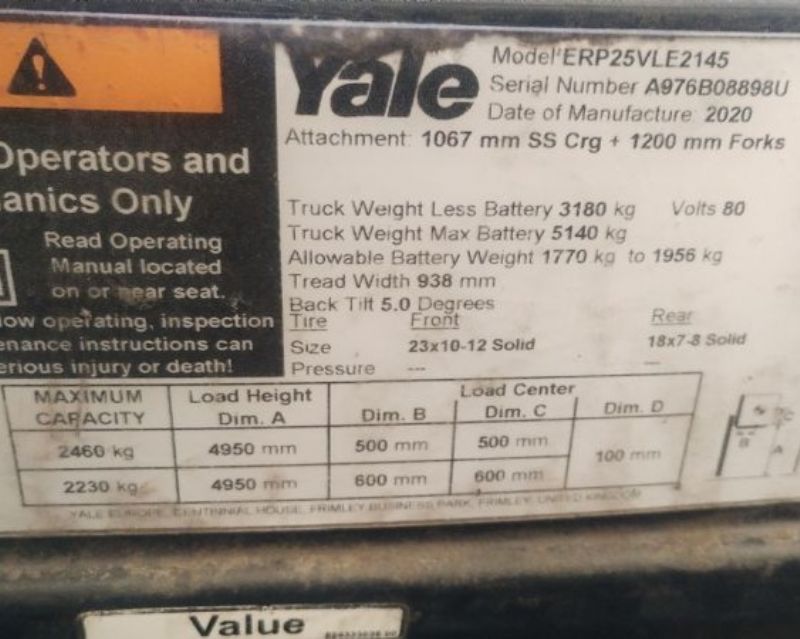 Yale
Model ERP25VLE2145
Serial Number A976B08898U
Date of Manufacture 2020
Attachment: 1067 mm SS Crg + 1200 mm Forks
Truck Weight Less Battery 3180 kg Volts 80
Truck Weight Max Battery 5140 kg
Allowable Battery Weight 1770 kg to 1956 kg
Tread Width 938 mm
Back Tilt 5.0 Degrees
Tire Front Rear
Size 23x10-12 Solid 18x7-8 Solid
Pressure --- ---
Operators and
anics Only
Read Operating
Manual located
on or near seat.
low operating, inspection
enance instructions can
erious injury or death!
MAXIMUM CAPACITY Load Height Dim. A Load Center
Dim. B Dim. C Dim. D
2460 kg 4950 mm 500 mm 500 mm 100 mm
2230 kg 4950 mm 600 mm 600 mm
B C A
YALE EUROPE, CENTENNIAL HOUSE, FRIMLEY BUSINESS PARK, FRIMLEY, UNITED KINGDOM
Value